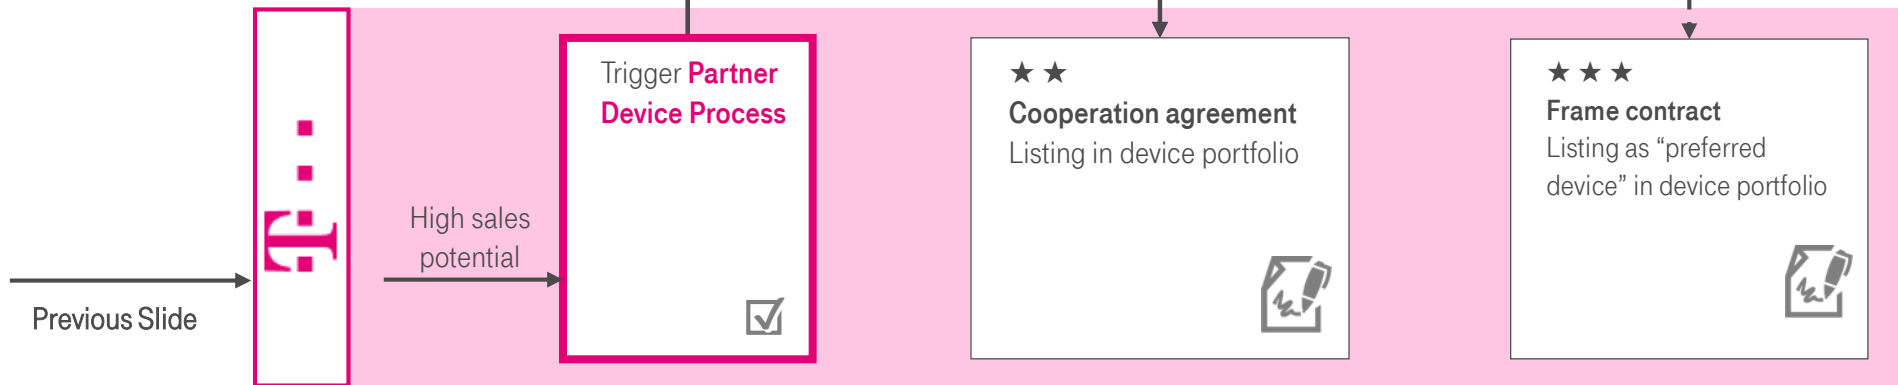 Previous Slide
T
High sales
potential
Trigger Partner
Device Process
★ ★
Cooperation agreement
Listing in device portfolio
★ ★ ★
Frame contract
Listing as “preferred
device” in device portfolio